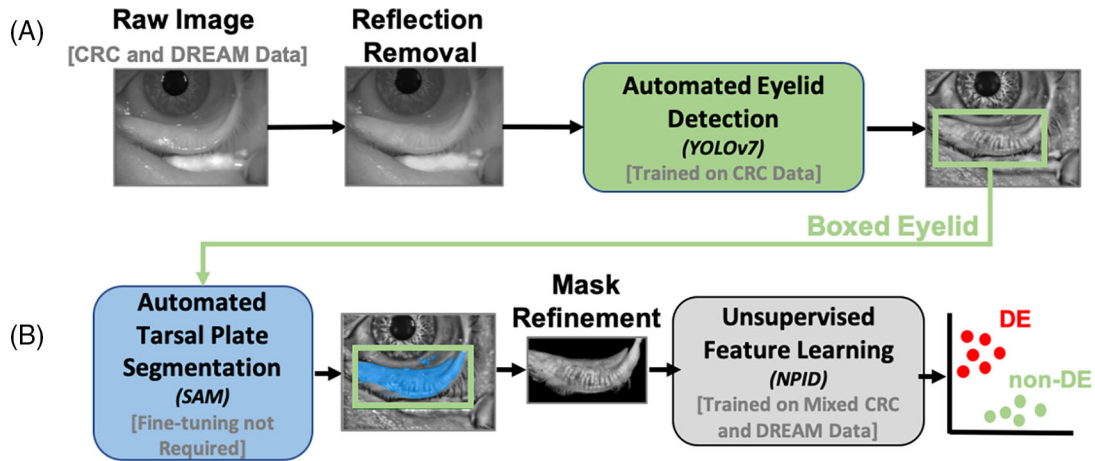 (A)
Raw Image
[CRC and DREAM Data]
Reflection
Removal
Automated Eyelid
Detection
(YOLOv7)
[Trained on CRC Data]
Boxed Eyelid
(B)
Automated
Tarsal Plate
Segmentation
(SAM)
[Fine-tuning not
Required]
Mask
Refinement
Unsupervised
Feature Learning
(NPID)
[Trained on Mixed CRC
and DREAM Data]
DE
non-DE